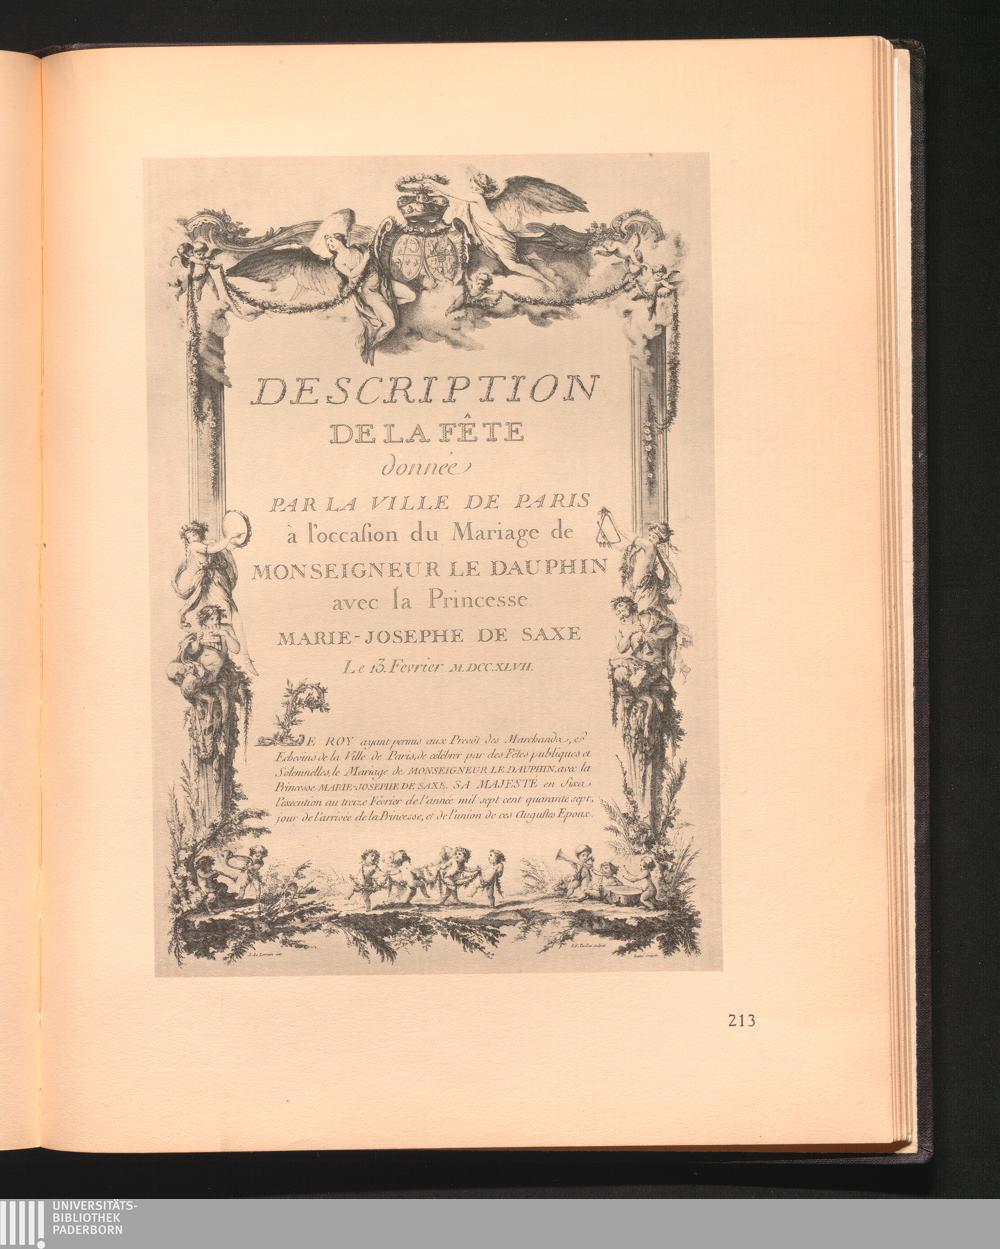 DESCRIPTION
DE LA FÊTE
donnée
PAR LA VILLE DE PARIS
à l'occaſion du Mariage de
MONSEIGNEUR LE DAUPHIN
avec la Princesse
MARIE-JOSEPHE DE SAXE
Le 13. Fevrier M.DCC.XLVII.
LE ROY ayant permis aux Prevôt des Marchands, &
Echevins de la Ville de Paris, de célébrer par des Fêtes publiques et
Solemnelles, le Mariage de MONSEIGNEUR LE DAUPHIN, avec la
Princesse MARIE-JOSEPHE DE SAXE. SA MAJESTE en fixa
l'execution au treize Février de l'année mil sept cent quarante sept,
jour de l'arrivée de la Princesse, et de l'union de ces Auguſtes Epoux.
213
UNIVERSITÄTS-
BIBLIOTHEK
PADERBORN